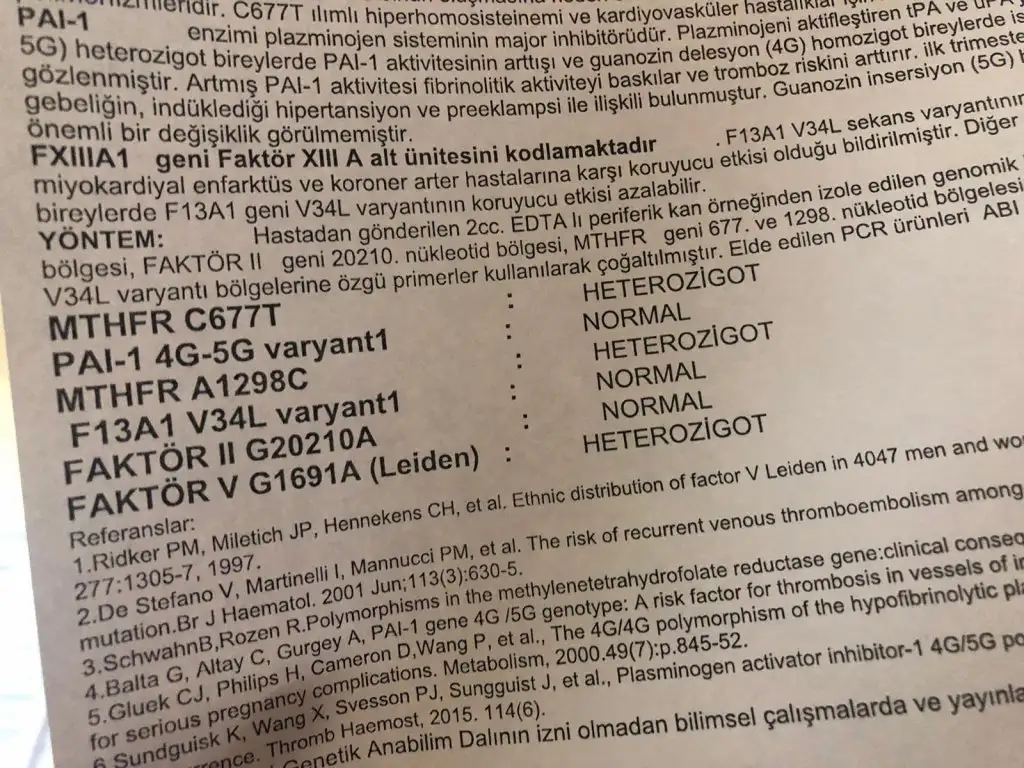 C677T ılımlı hiperhomosisteinemi ve kardiyovasküler hastalıklar
PAI-1 enzimi plazminojen sisteminin major inhibitörüdür. Plazminojeni aktifleştiren tPA ve uPA
5G) heterozigot bireylerde PAI-1 aktivitesinin arttışı ve guanozin delesyon (4G) homozigot bireylerde
gözlenmiştir. Artmış PAI-1 aktivitesi fibrinolitik aktiviteyi baskılar ve tromboz riskini arttırır. ilk
gebeliğin, indüklediği hipertansiyon ve preeklampsi ile ilişkili bulunmuştur. Guanozin insersiyon (5G)
önemli bir değişiklik görülmemiştir.
FXIIIA1 geni Faktör XIII A alt ünitesini kodlamaktadır . F13A1 V34L sekans varyantının
miyokardiyal enfarktüs ve koroner arter hastalarına karşı koruyucu etkisi olduğu bildirilmiştir. Diğer
bireylerde F13A1 geni V34L varyantının koruyucu etkisi azalabilir.
YÖNTEM: Hastadan gönderilen 2cc. EDTA lı periferik kan örneğinden izole edilen genomik
bölgesi, FAKTÖR II geni 20210. nükleotid bölgesi, MTHFR geni 677. ve 1298. nükleotid bölgelesi
V34L varyantı bölgelerine özgü primerler kullanılarak çoğaltılmıştır. Elde edilen PCR ürünleri ABI
MTHFR C677T : HETEROZİGOT
PAI-1 4G-5G varyant1 : NORMAL
MTHFR A1298C : HETEROZİGOT
F13A1 V34L varyant1 : NORMAL
FAKTÖR II G20210A : NORMAL
FAKTÖR V G1691A (Leiden) : HETEROZİGOT
Referanslar:
1.Ridker PM, Miletich JP, Hennekens CH, et al. Ethnic distribution of factor V Leiden in 4047 men and
277:1305-7, 1997.
2.De Stefano V, Martinelli I, Mannucci PM, et al. The risk of recurrent venous thromboembolism among
mutation.Br J Haematol. 2001 Jun;113(3):630-5.
3.SchwahnB,Rozen R.Polymorphisms in the methylenetetrahydrofolate reductase gene:clinical
4.Balta G, Altay C, Gurgey A, PAI-1 gene 4G /5G genotype: A risk factor for thrombosis in vessels of
5.Gluek CJ, Philips H, Cameron D,Wang P, et al., The 4G/4G polymorphism of the hypofibrinolytic
for serious pregnancy complications. Metabolism, 2000.49(7):p.845-52.
6.Sundguisk K, Wang X, Svesson PJ, Sungguist J, et al., Plasminogen activator inhibitor-1 4G/5G
Thromb Haemost, 2015. 114(6).
Genetik Anabilim Dalının izni olmadan bilimsel çalışmalarda ve